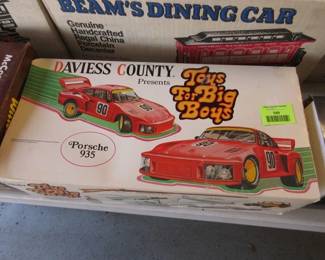 BEAM'S DINING CAR
Genuine
Handcrafted
Regal China
Porcelain
Decanter
DAVIESS COUNTY
Presents
Toys
For Big
Boys
Porsche
935
90
90